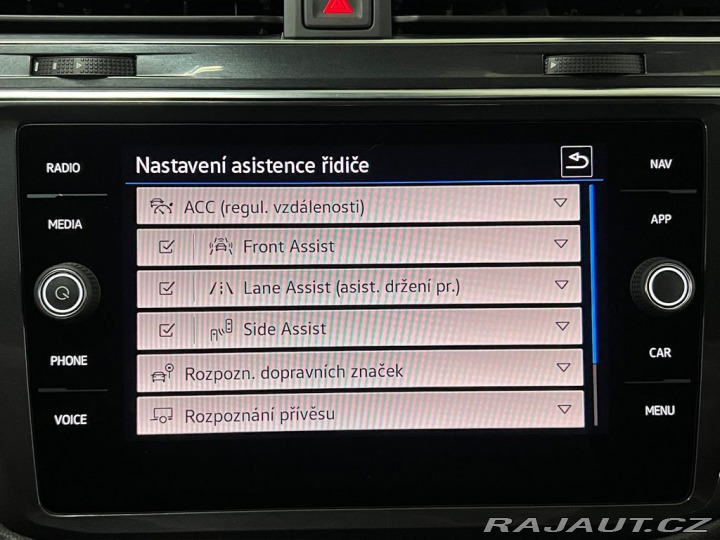 RADIO
MEDIA
PHONE
VOICE
Nastavení asistence řidiče
ACC (regul. vzdálenosti)
Front Assist
Lane Assist (asist. držení pr.)
Side Assist
Rozpozn. dopravních značek
Rozpoznání přívěsu
NAV
APP
CAR
MENU
RAJAUT.CZ